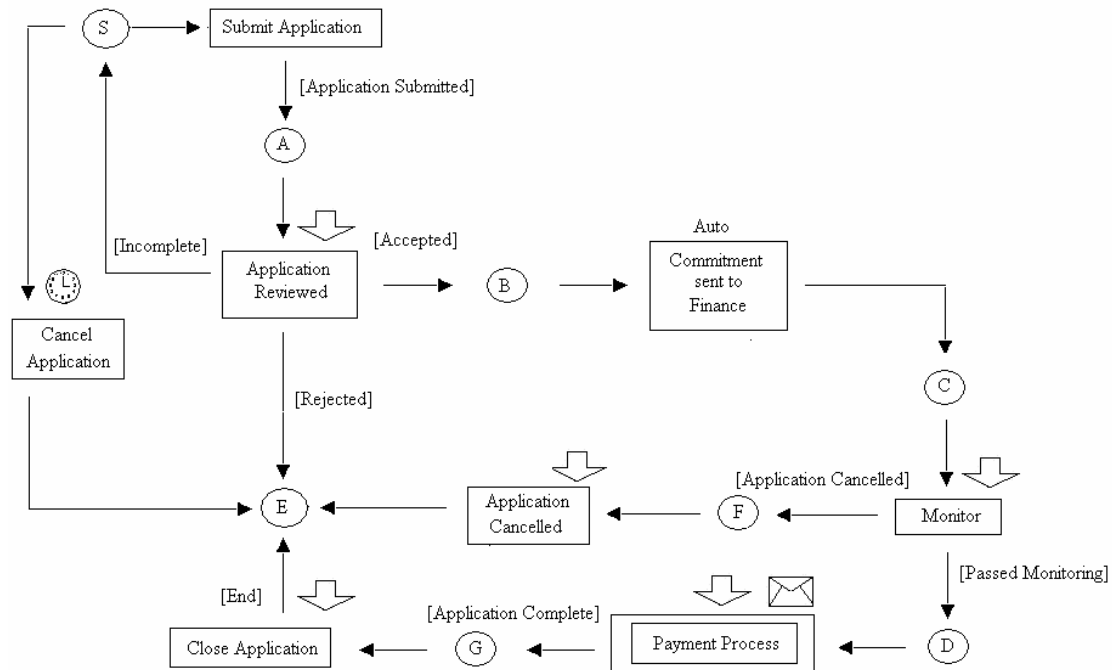 S
Submit Application
[Application Submitted]
A
[Incomplete]
[Accepted]
Auto
Application
Reviewed
B
Commitment
sent to
Finance
Cancel
Application
C
[Rejected]
[Application Cancelled]
E
Application
Cancelled
F
Monitor
[Passed Monitoring]
[End]
[Application Complete]
Close Application
G
Payment Process
D